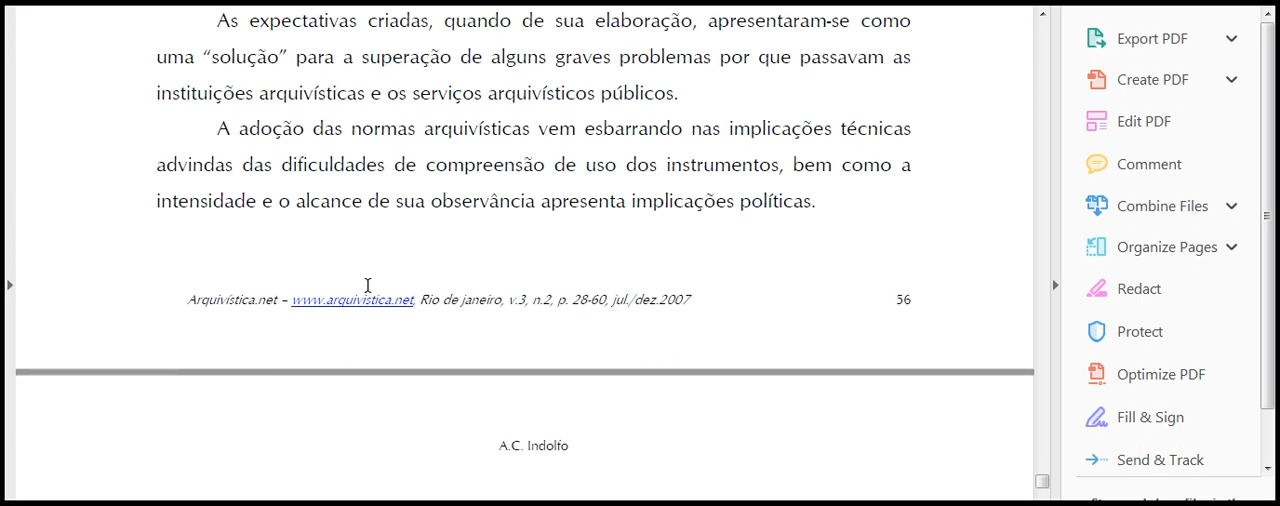 As expectativas criadas, quando de sua elaboração, apresentaram-se como
uma “solução” para a superação de alguns graves problemas por que passavam as
instituições arquivísticas e os serviços arquivísticos públicos.
A adoção das normas arquivísticas vem esbarrando nas implicações técnicas
advindas das dificuldades de compreensão de uso dos instrumentos, bem como a
intensidade e o alcance de sua observância apresenta implicações políticas.
Arquivística.net – www.arquivistica.net, Rio de janeiro, v.3, n.2, p. 28-60, jul./dez.2007 56
A.C. Indolfo
Export PDF
Create PDF
Edit PDF
Comment
Combine Files
Organize Pages
Redact
Protect
Optimize PDF
Fill & Sign
Send & Track